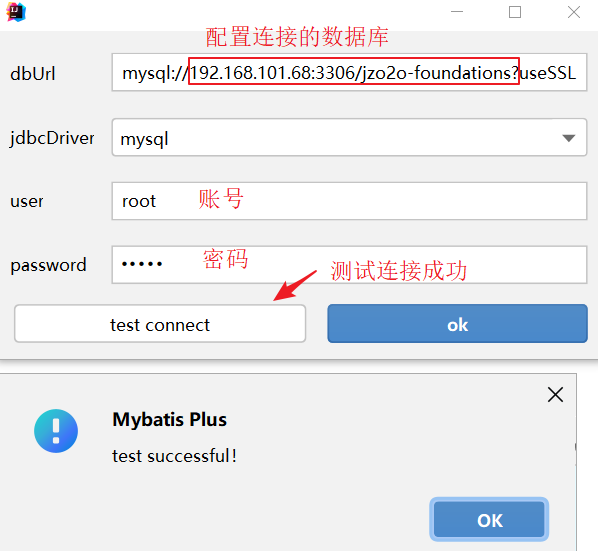 配置连接的数据库
dbUrl mysql://192.168.101.68:3306/jzo2o-foundations?useSSL
jdbcDriver mysql
user root 账号
password ••••• 密码
测试连接成功
test connect ok
Mybatis Plus
test successful!
OK